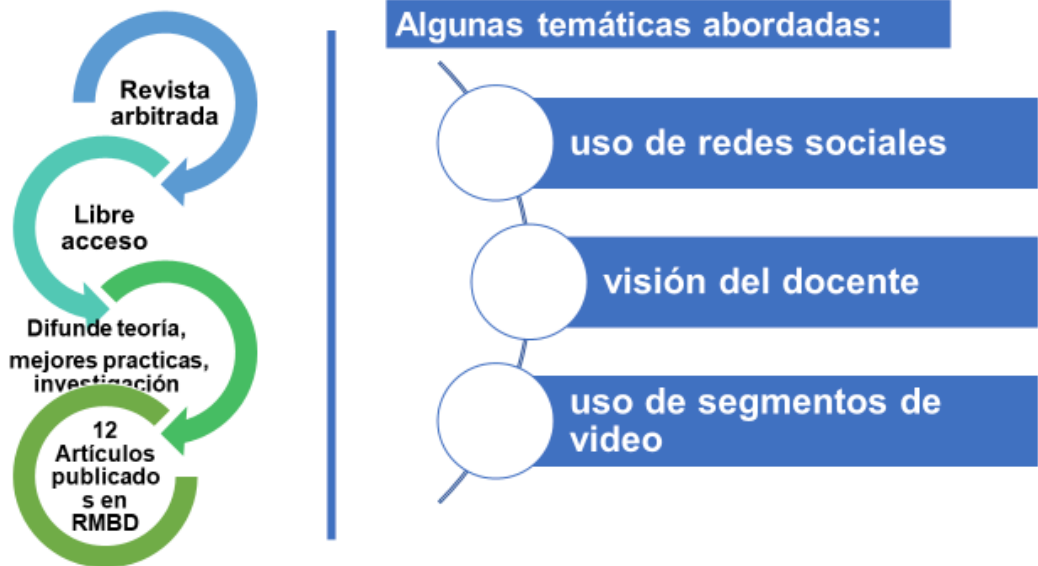 Revista
arbitrada
Libre
acceso
Difunde teoría,
mejores practicas,
investigación
12
Artículos
publicado
s en
RMBD
Algunas temáticas abordadas:
uso de redes sociales
visión del docente
uso de segmentos de
video